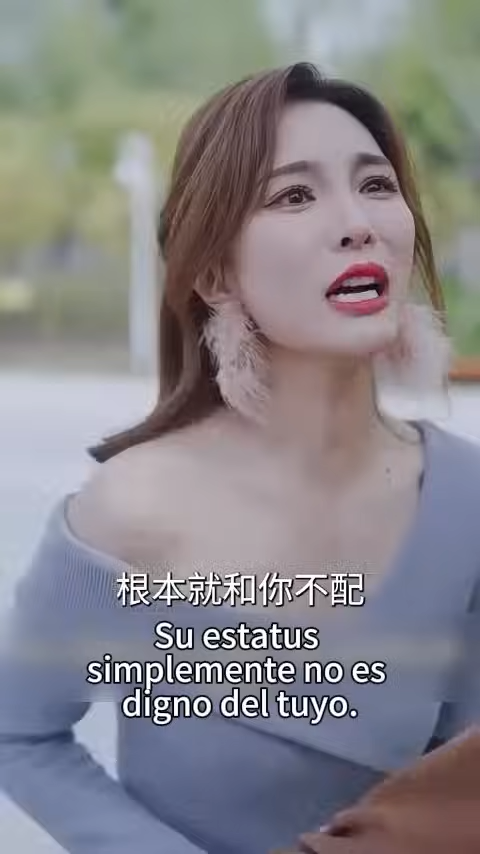 根本就和你不配
Su estatus
simplemente no es
digno del tuyo.